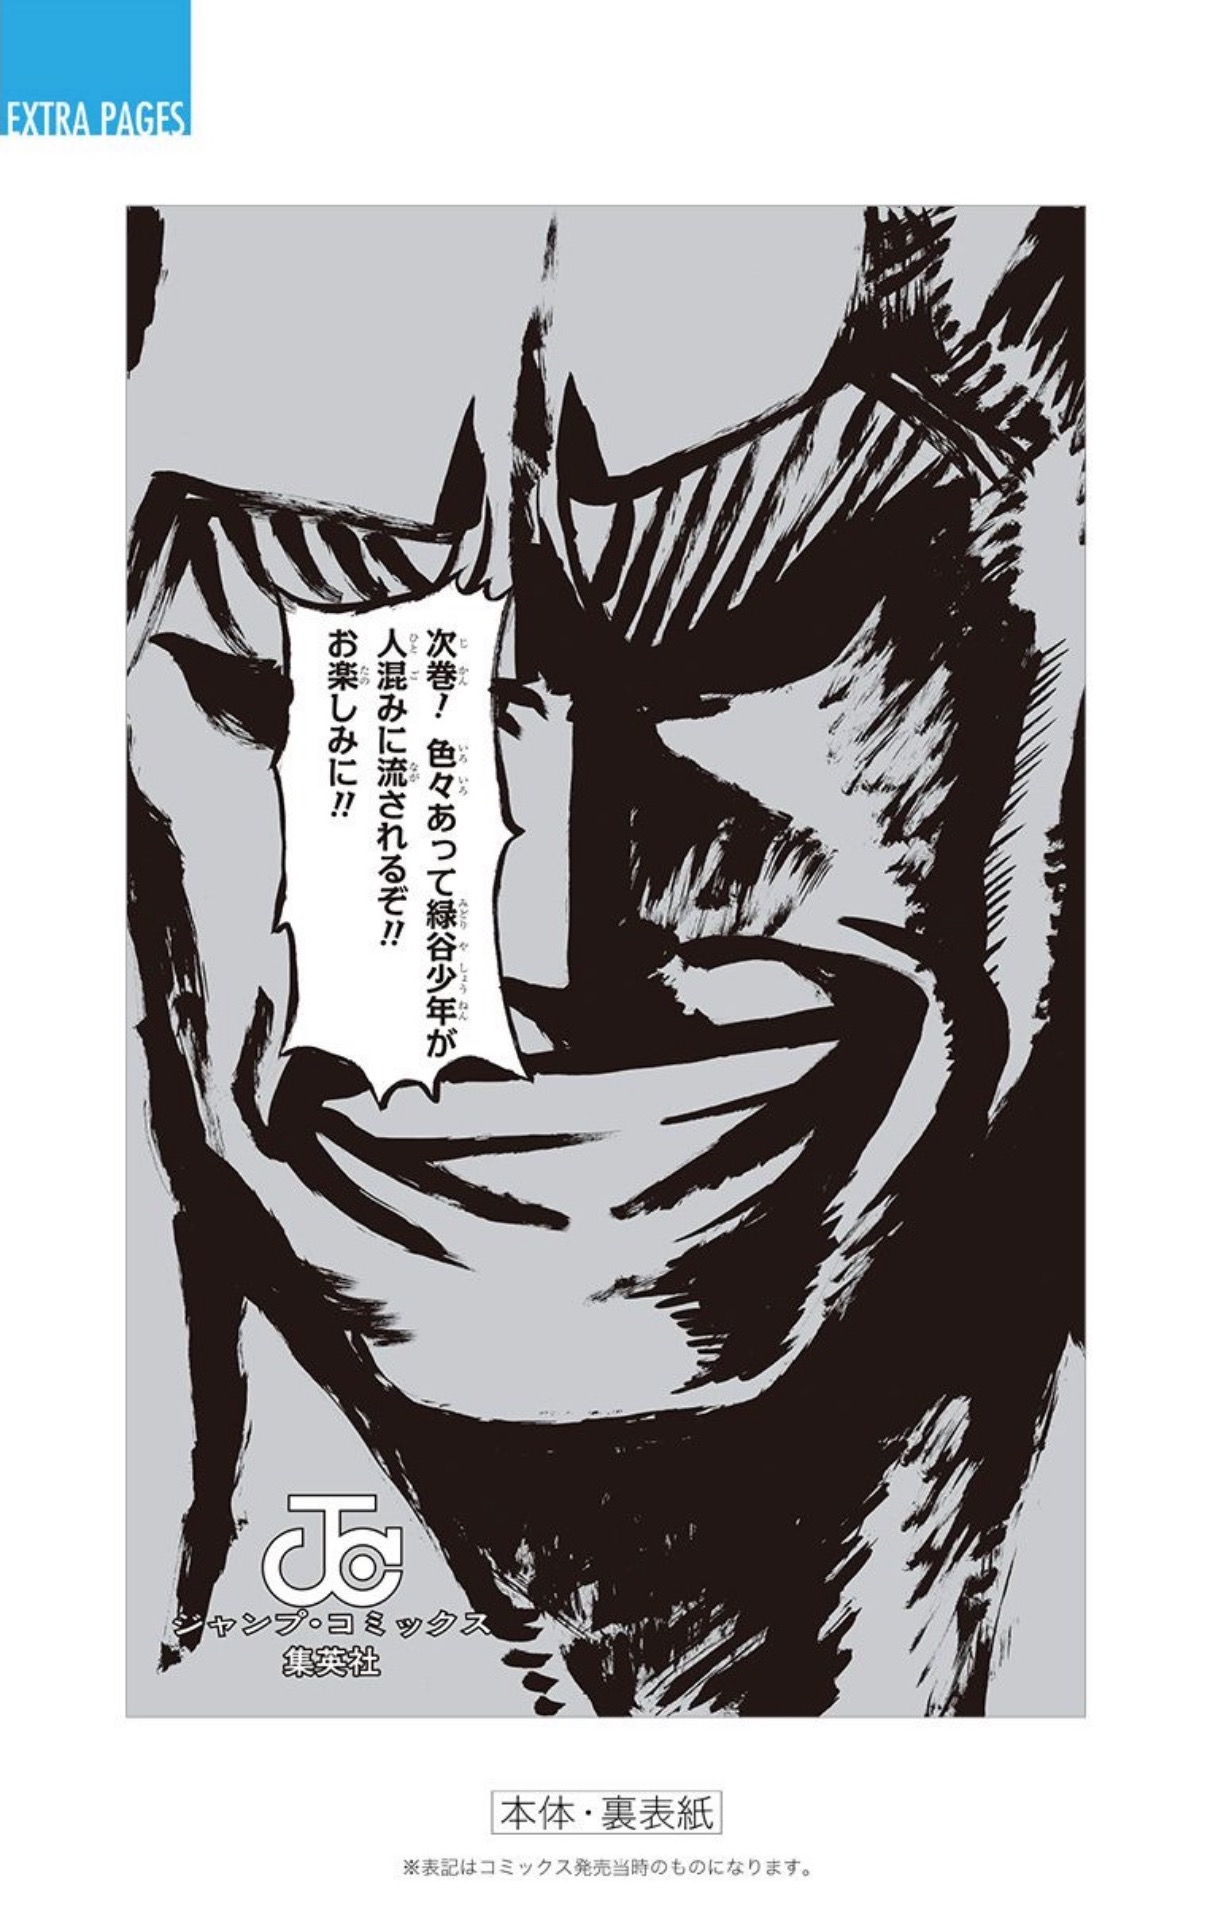 EXTRA PAGES
次巻！色々あって緑谷少年が
人混みに流されるぞ!!
お楽しみに!!
JC
ジャンプ・コミックス
集英社
本体・裏表紙
※表記はコミックス発売当時のものになります。